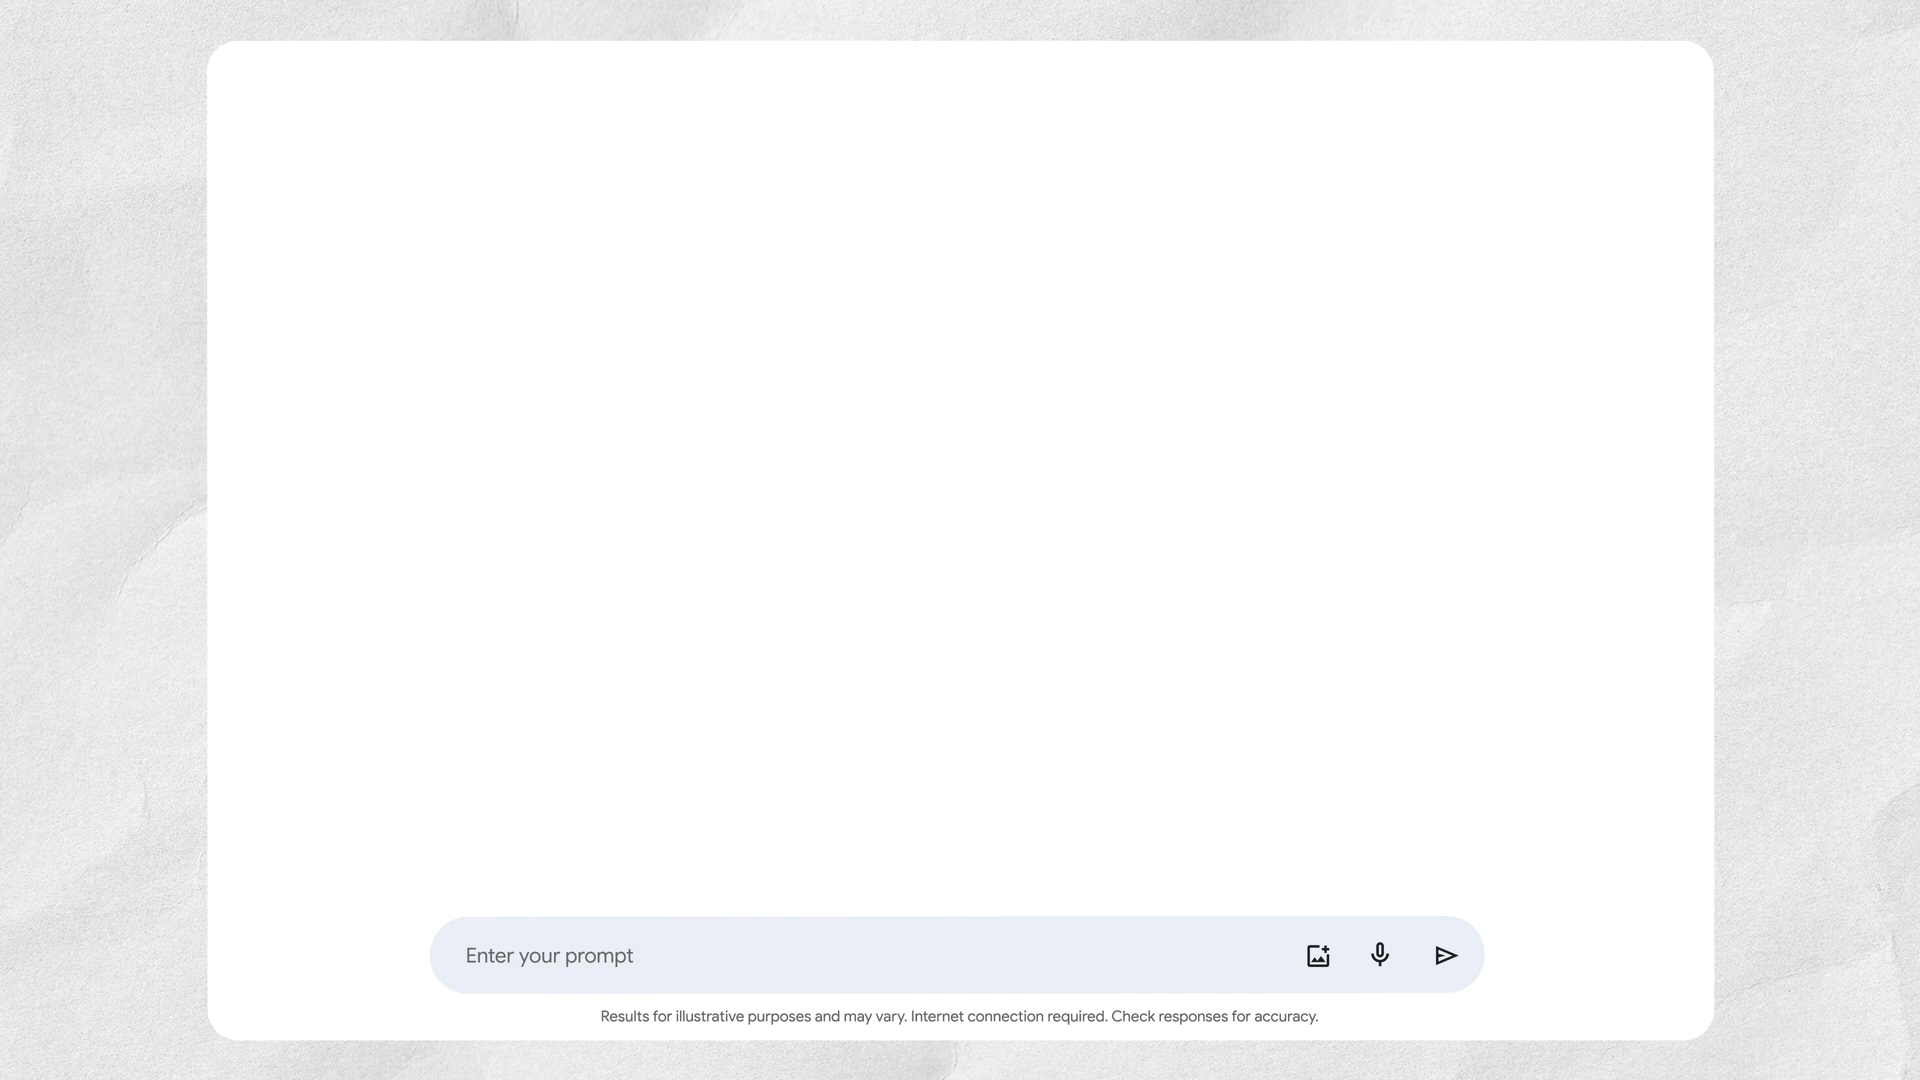 Enter your prompt
Results for illustrative purposes and may vary. Internet connection required. Check responses for accuracy.